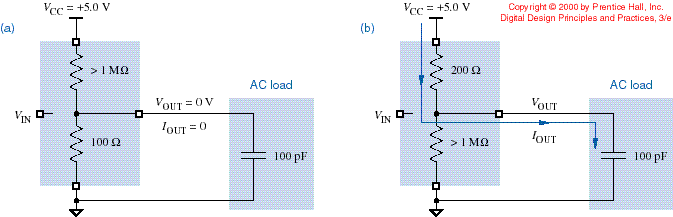 VCC = +5.0 V
(a)
> 1 MΩ
AC load
VIN
VOUT = 0 V
IOUT = 0
100 Ω
100 pF
VCC = +5.0 V
Copyright © 2000 by Prentice Hall, Inc.
Digital Design Principles and Practices, 3/e
(b)
200 Ω
AC load
VIN
VOUT
IOUT
> 1 MΩ
100 pF